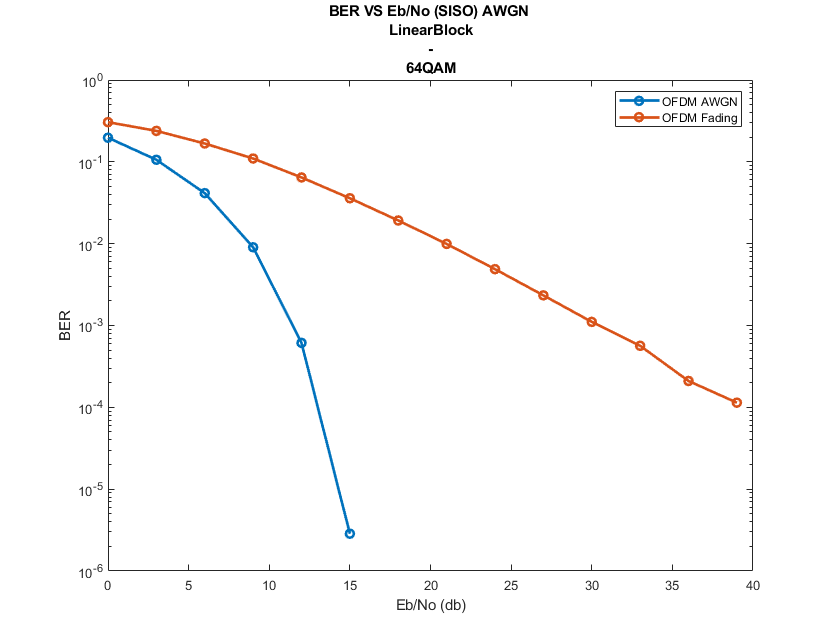 BER VS Eb/No (SISO) AWGN
LinearBlock
-
64QAM
OFDM AWGN
OFDM Fading
BER
10^0
10^-1
10^-2
10^-3
10^-4
10^-5
10^-6
0 5 10 15 20 25 30 35 40
Eb/No (db)